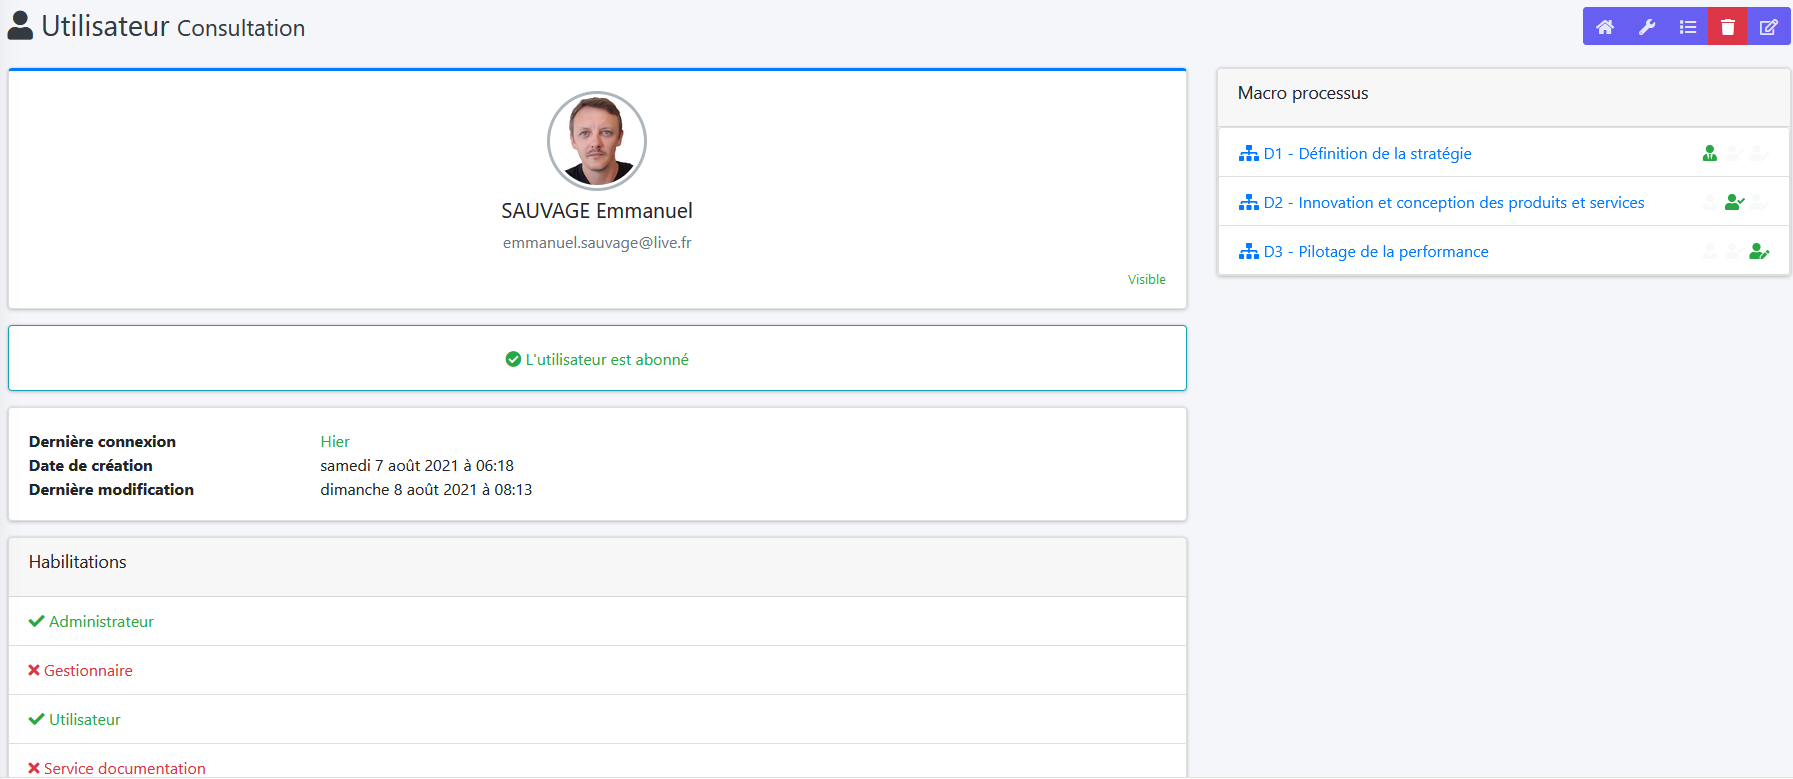 Utilisateur Consultation
SAUVAGE Emmanuel
emmanuel.sauvage@live.fr
Visible
L'utilisateur est abonné
Dernière connexion Hier
Date de création samedi 7 août 2021 à 06:18
Dernière modification dimanche 8 août 2021 à 08:13
Habilitations
Administrateur
Gestionnaire
Utilisateur
Service documentation
Macro processus
D1 - Définition de la stratégie
D2 - Innovation et conception des produits et services
D3 - Pilotage de la performance